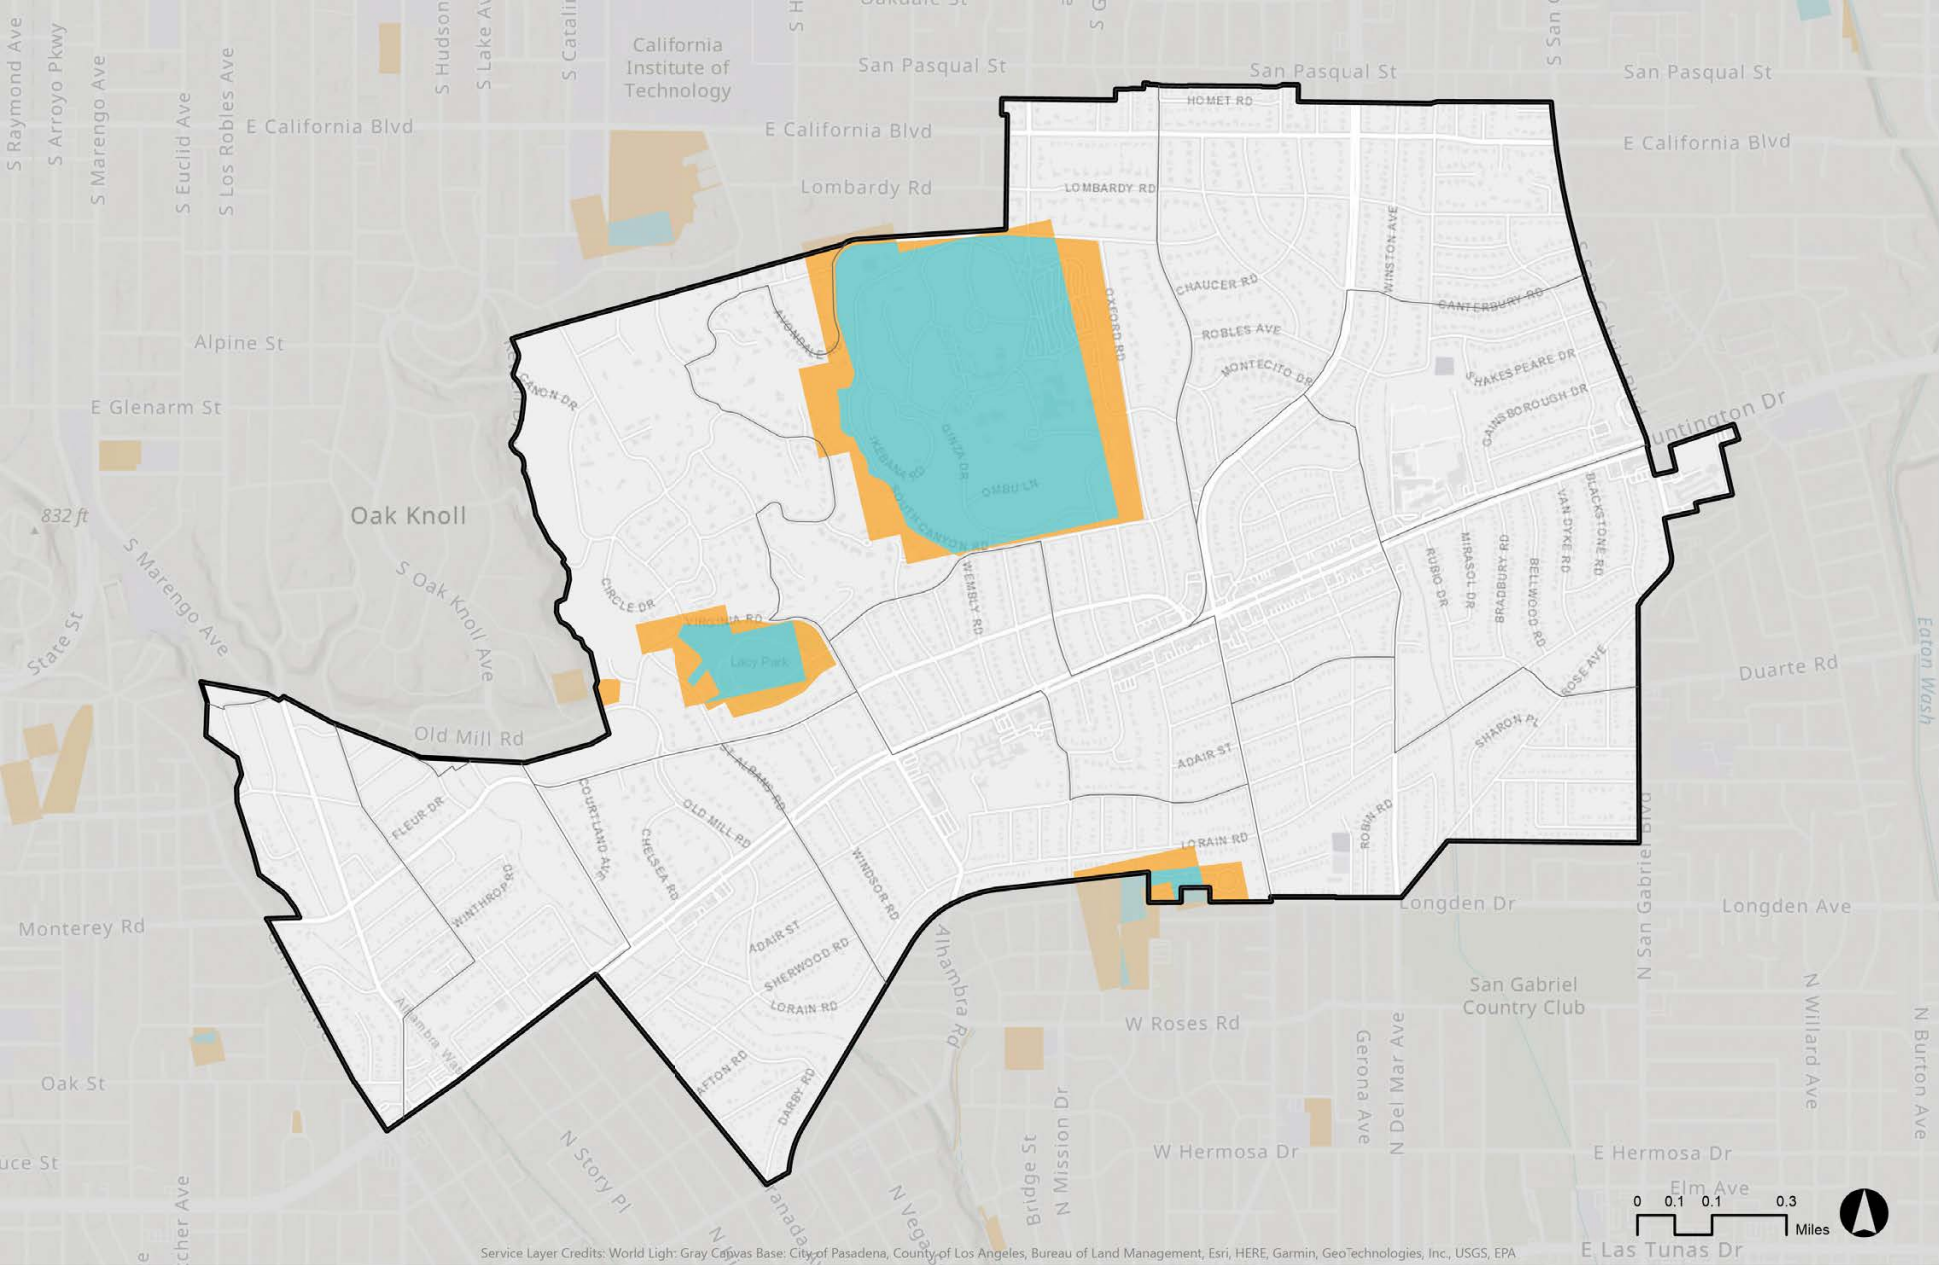 Oakdale St
S Raymond Ave
S Arroyo Pkwy
S Marengo Ave
S Euclid Ave
S Los Robles Ave
S Hudson
S Lake Av
S Catalin
California
Institute of
Technology
San Pasqual St
San Pasqual St
San Pasqual St
HOMET RD
E California Blvd
E California Blvd
E California Blvd
Lombardy Rd
LOMBARDY RD
WINSTON AVE
CHAUCER RD
CANTERBURY RD
OXFORD RD
ROBLES AVE
AVONDALE
Alpine St
MONTECITO DR
SHAKESPEARE DR
CANON DR
GAINSBOROUGH DR
E Glenarm St
untington Dr
IKEBANA RD
GINZA DR
OMBU LN
SOUTH CANYON RD
832 ft
Oak Knoll
VAN DYKE RD
BLACKSTONE RD
S Marengo Ave
S Oak Knoll Ave
RUBIO DR
MIRASOL DR
BRADBURY RD
BELLWOOD RD
WEMBLY RD
CIRCLE DR
VIRGINIA RD
Lacy Park
State St
Eaton Wash
ROSE AVE
Duarte Rd
Old Mill Rd
SHARON PL
ST ALBANS RD
ADAIR ST
COURTLAND AVE
FLEUR DR
OLD MILL RD
CHELSEA RD
LORAIN RD
ROBIN RD
WINDSOR RD
WINTHROP RD
N San Gabriel Blvd
Longden Dr
Longden Ave
Monterey Rd
ADAIR ST
SHERWOOD RD
LORAIN RD
Alhambra Rd
San Gabriel
Country Club
Alhambra Wash
W Roses Rd
Gerona Ave
N Del Mar Ave
N Willard Ave
N Burton Ave
AFTON RD
DARBY RD
Oak St
N Story Pl
Bridge St
N Mission Dr
W Hermosa Dr
E Hermosa Dr
Elm Ave
uce St
cher Ave
N Vega
0 0.1 0.1 0.3
Miles
E Las Tunas Dr
Service Layer Credits: World Ligh: Gray Canvas Base: City of Pasadena, County of Los Angeles, Bureau of Land Management, Esri, HERE, Garmin, GeoTechnologies, Inc., USGS, EPA